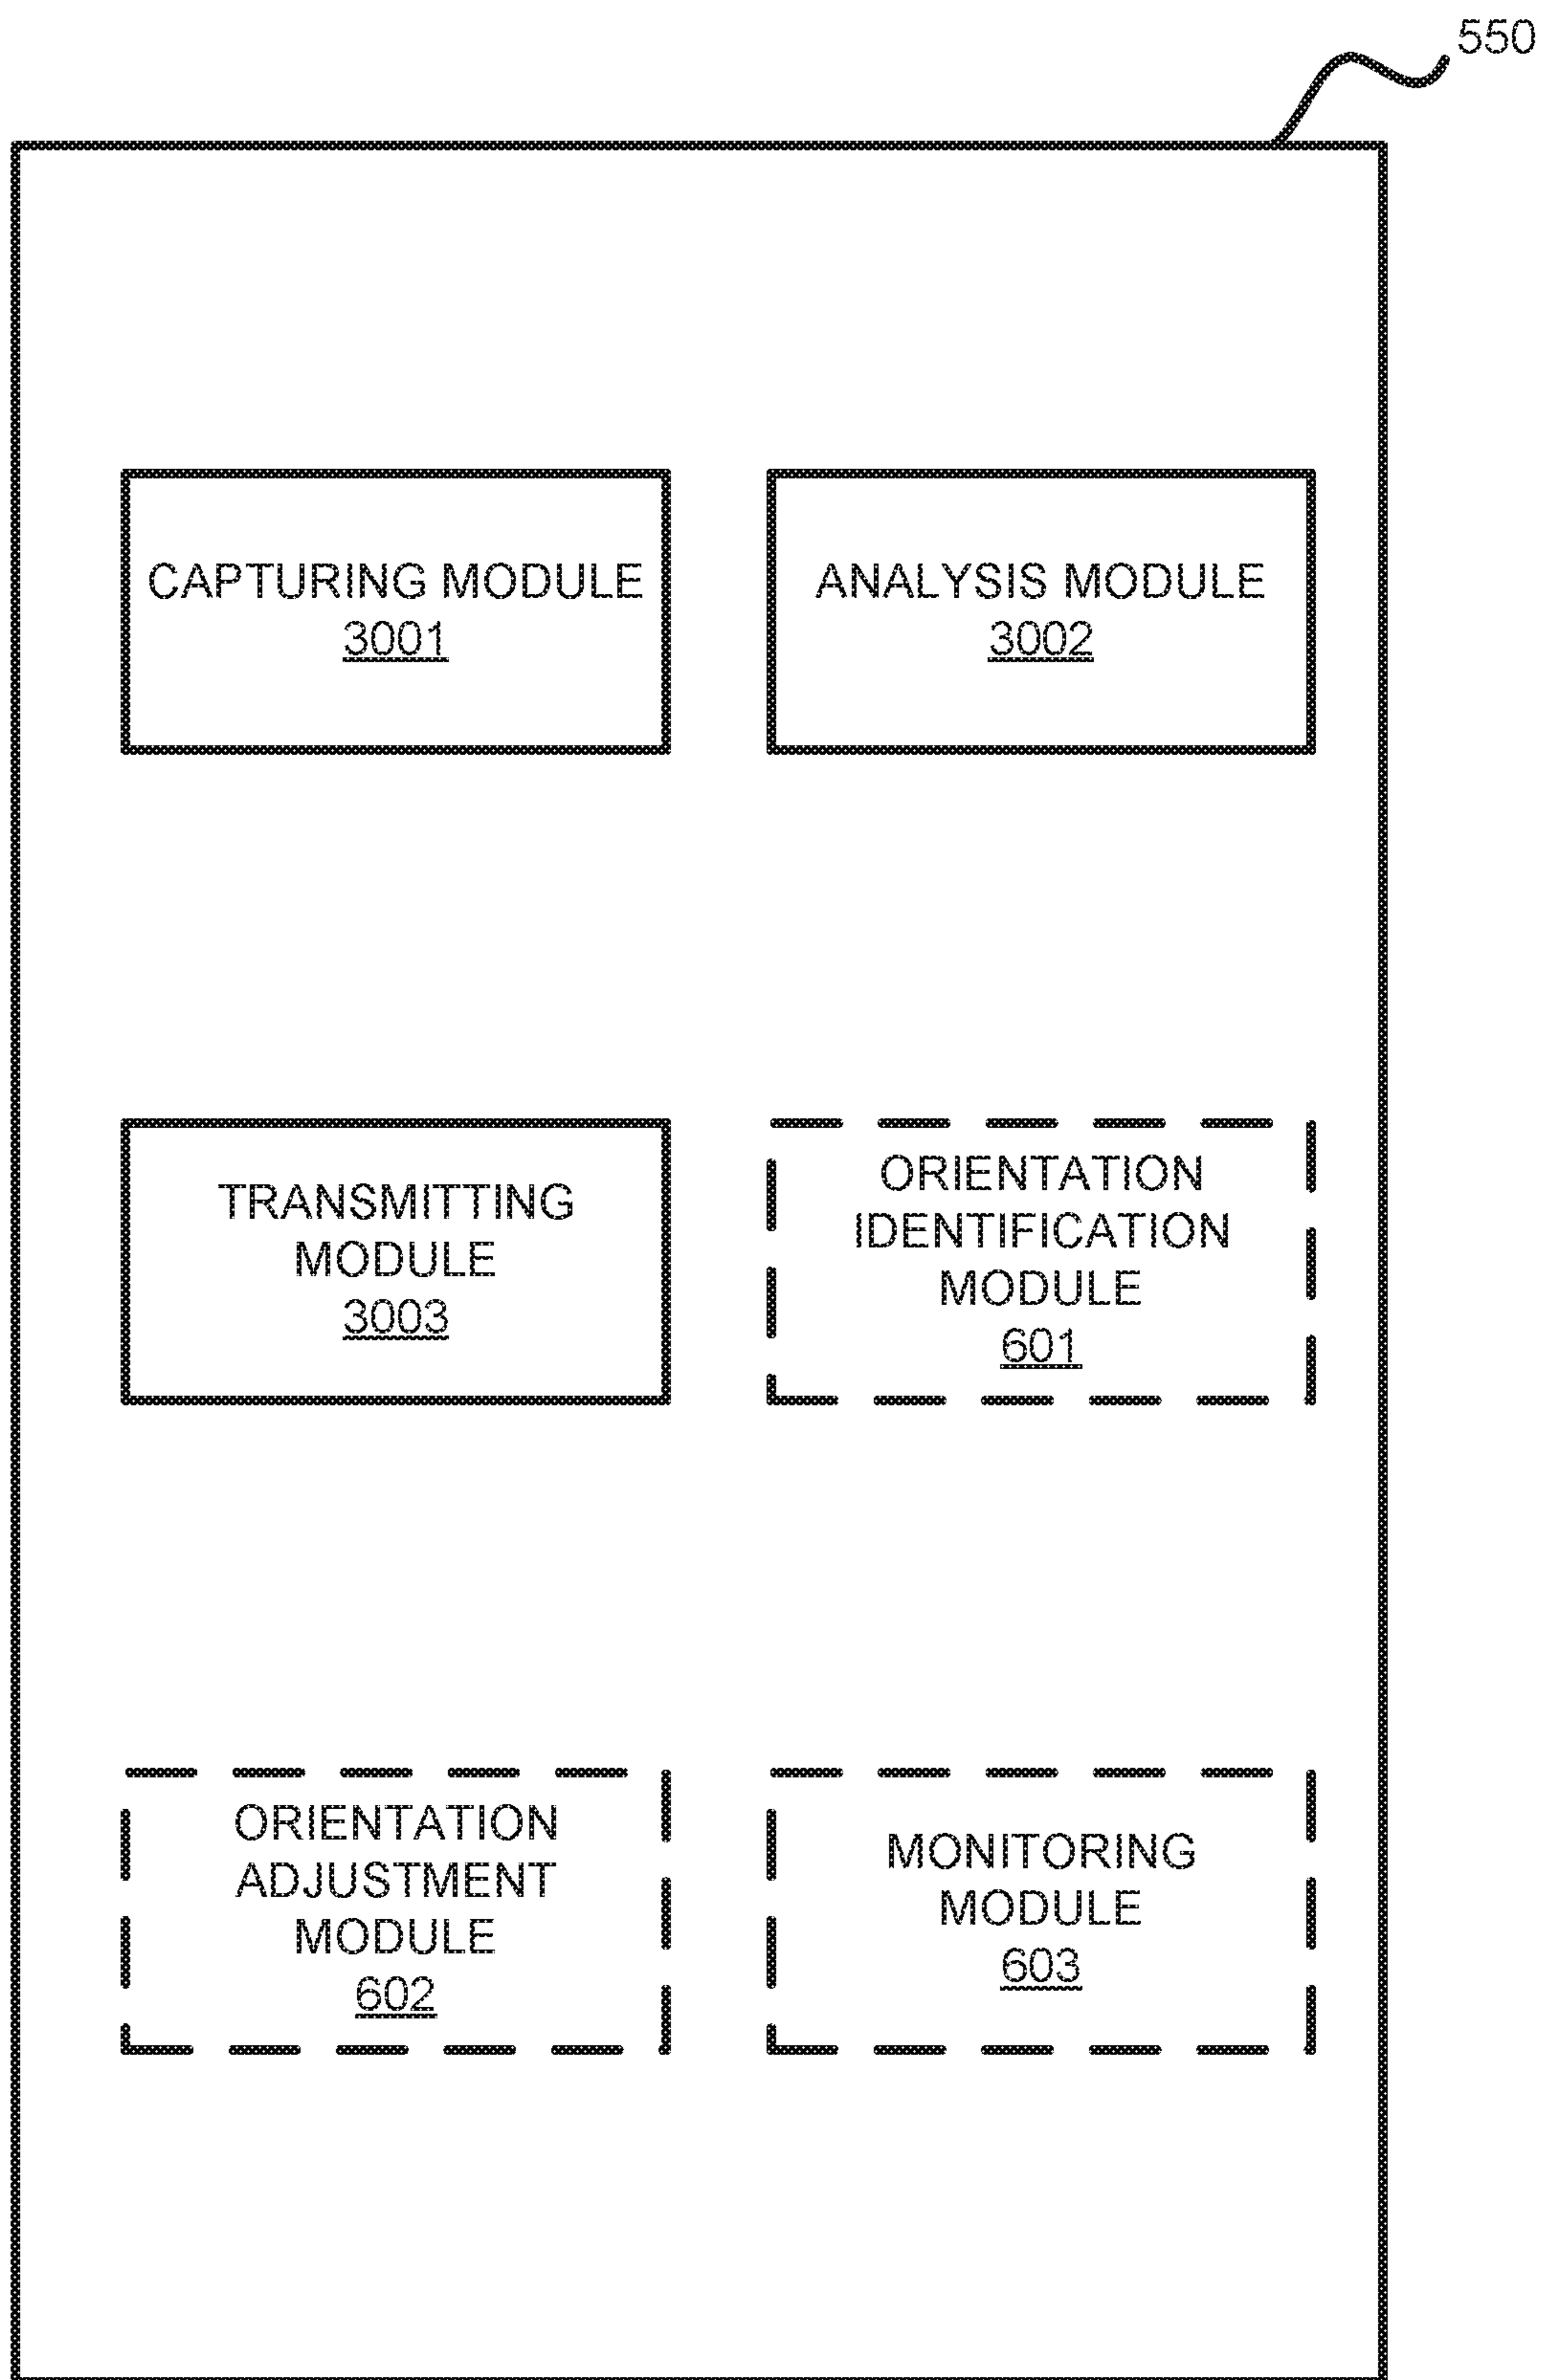 550
CAPTURING MODULE
3001
ANALYSIS MODULE
3002
TRANSMITTING
MODULE
3003
ORIENTATION
IDENTIFICATION
MODULE
601
ORIENTATION
ADJUSTMENT
MODULE
602
MONITORING
MODULE
603